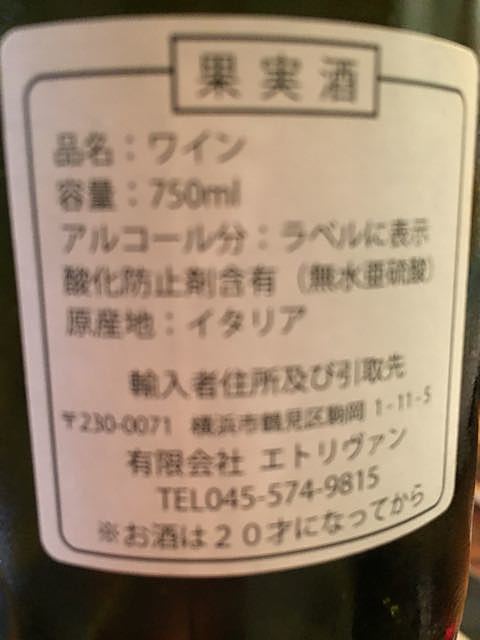 果実酒
品名：ワイン
容量：750ml
アルコール分：ラベルに表示
酸化防止剤含有（無水亜硫酸）
原産地：イタリア
輸入者住所及び引取先
〒230-0071 横浜市鶴見区駒岡 1-11-5
有限会社 エトリヴァン
TEL045-574-9815
※お酒は２０才になってから